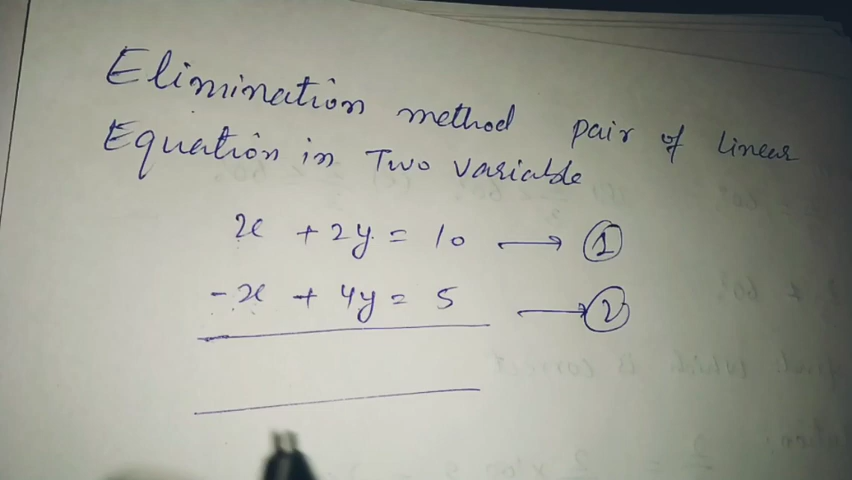 Elimination method pair of linear
Equation in Two variable
x + 2y = 10 → ①
-x + 4y = 5 → ②